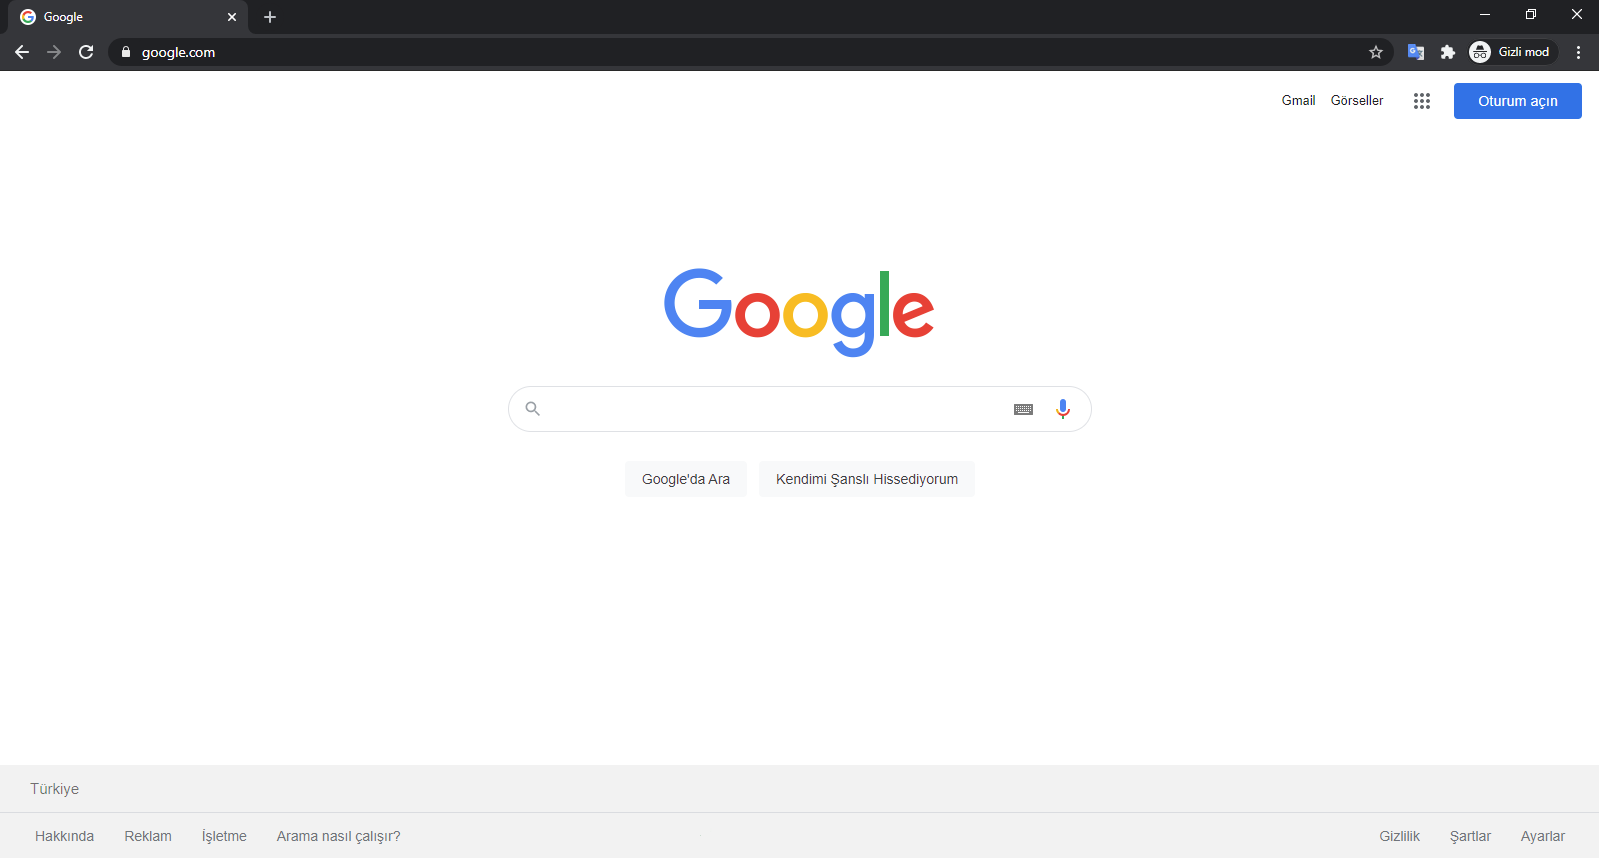 Google
google.com
Gizli mod
Gmail Görseller Oturum açın
Google
Google'da Ara Kendimi Şanslı Hissediyorum
Türkiye
Hakkında Reklam İşletme Arama nasıl çalışır? Gizlilik Şartlar Ayarlar